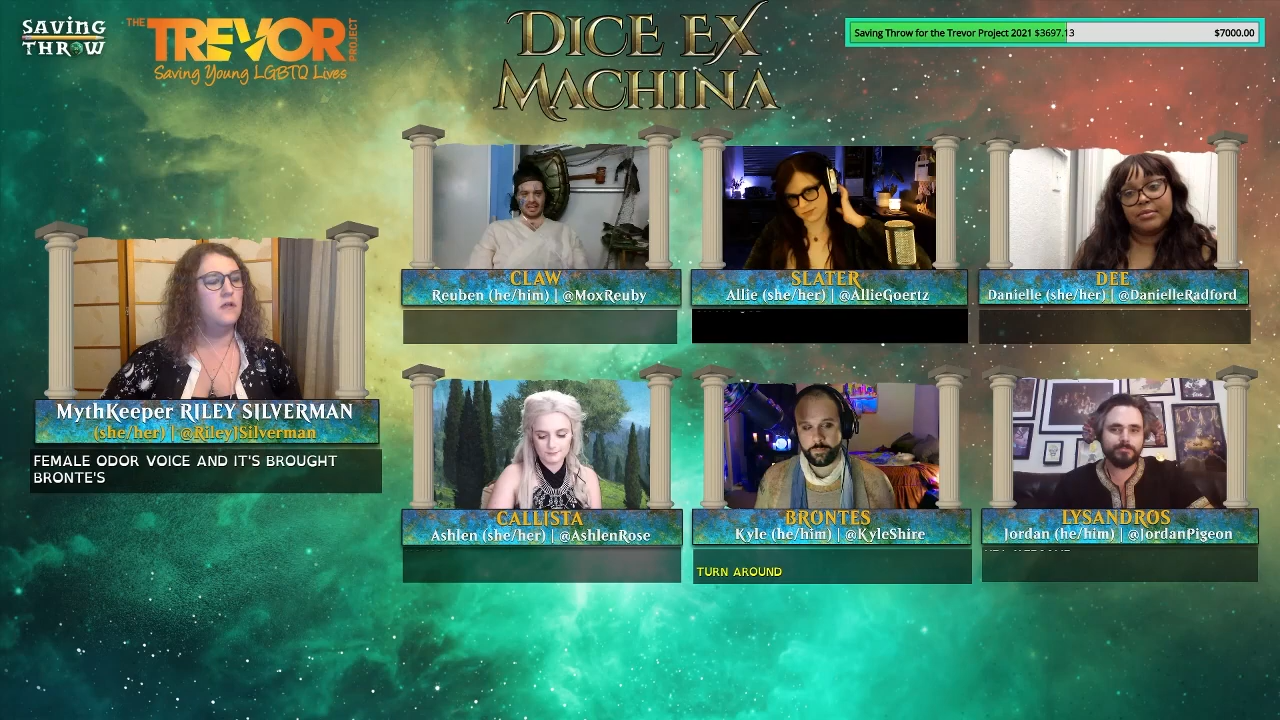 SAVING
THROW
THE TREVOR PROJECT
Saving Young LGBTQ Lives
DICE EX
MACHINA
Saving Throw for the Trevor Project 2021 $3697.13
$7000.00
CLAW
Reuben (he/him) | @MoxReuby
SLATER
Allie (she/her) | @AllieGoertz
DEE
Danielle (she/her) | @DanielleRadford
MythKeeper RILEY SILVERMAN
(she/her) | @RileyJSilverman
FEMALE ODOR VOICE AND IT'S BROUGHT
BRONTE'S
CALLISTA
Ashlen (she/her) | @AshlenRose
BRONTES
Kyle (he/him) | @KyleShire
TURN AROUND
LYSANDROS
Jordan (he/him) | @JordanPigeon